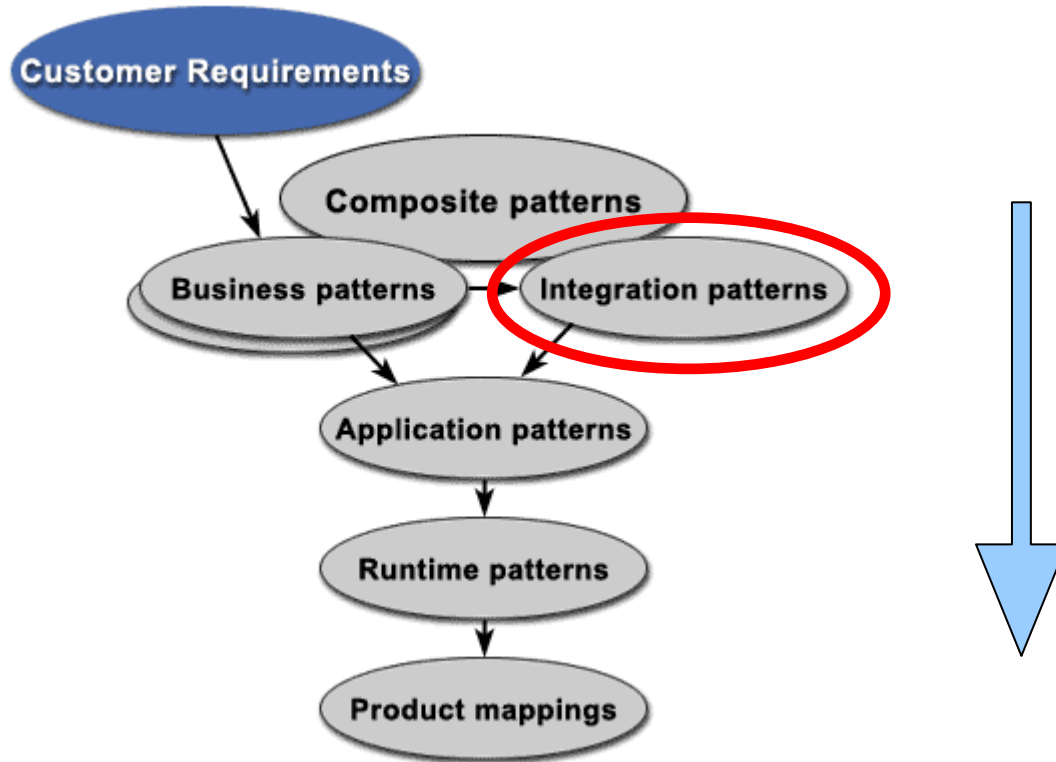 Customer Requirements
Composite patterns
Business patterns
Integration patterns
Application patterns
Runtime patterns
Product mappings